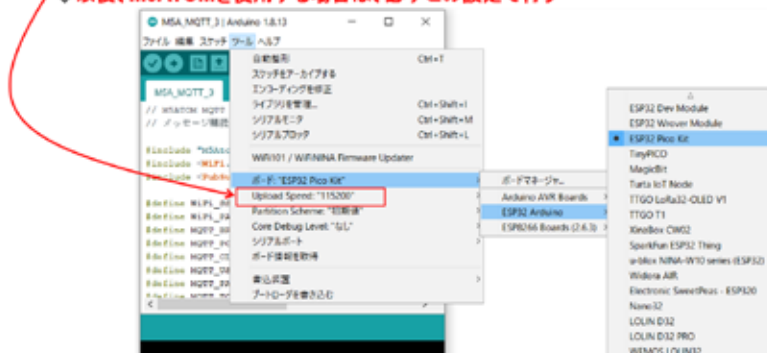 M5A_MQTT_3 | Arduino 1.8.13
ファイル 編集 スケッチ ツール ヘルプ
自動整形 Ctrl+T
スケッチをアーカイブする
エンコーディングを修正
ライブラリを管理... Ctrl+Shift+I
シリアルモニタ Ctrl+Shift+M
シリアルプロッタ Ctrl+Shift+L
WiFi101 / WiFiNINA Firmware Updater
ボード: "ESP32 Pico Kit"
Upload Speed: "115200"
Partition Scheme: "初期値"
Core Debug Level: "なし"
シリアルポート
ボード情報を取得
書込装置
ブートローダを書き込む
M5A_MQTT_3
#include
#include <WiFi.
#include
#define
#define
#define
#define
#define
#define
#define
ボードマネージャ...
Arduino AVR Boards
ESP32 Arduino
ESP8266 Boards (2.6.3)
ESP32 Dev Module
ESP32 Wrover Module
ESP32 Pico Kit
TinyPICO
MagicBit
Turta IoT Node
TTGO LoRa32-OLED V1
TTGO T1
XinaBox CW02
SparkFun ESP32 Thing
u-blox NINA-W10 series (ESP32)
Widora AIR
Electronic SweetPeas - ESP320
Nano32
LOLIN D32
LOLIN D32 PRO
WEMOS LOLIN32